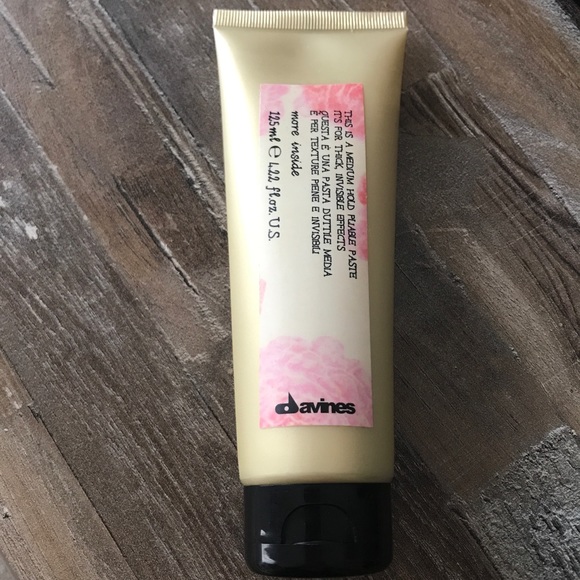 THIS IS A MEDIUM HOLD PLIABLE PASTE
IT'S FOR THICK, INVISIBLE EFFECTS
QUESTA È UNA PASTA DUTTILE MEDIA
È PER TEXTURE PIENE E INVISIBILI
more inside
125 ml ℮ 4.22 fl.oz. U.S.
davines